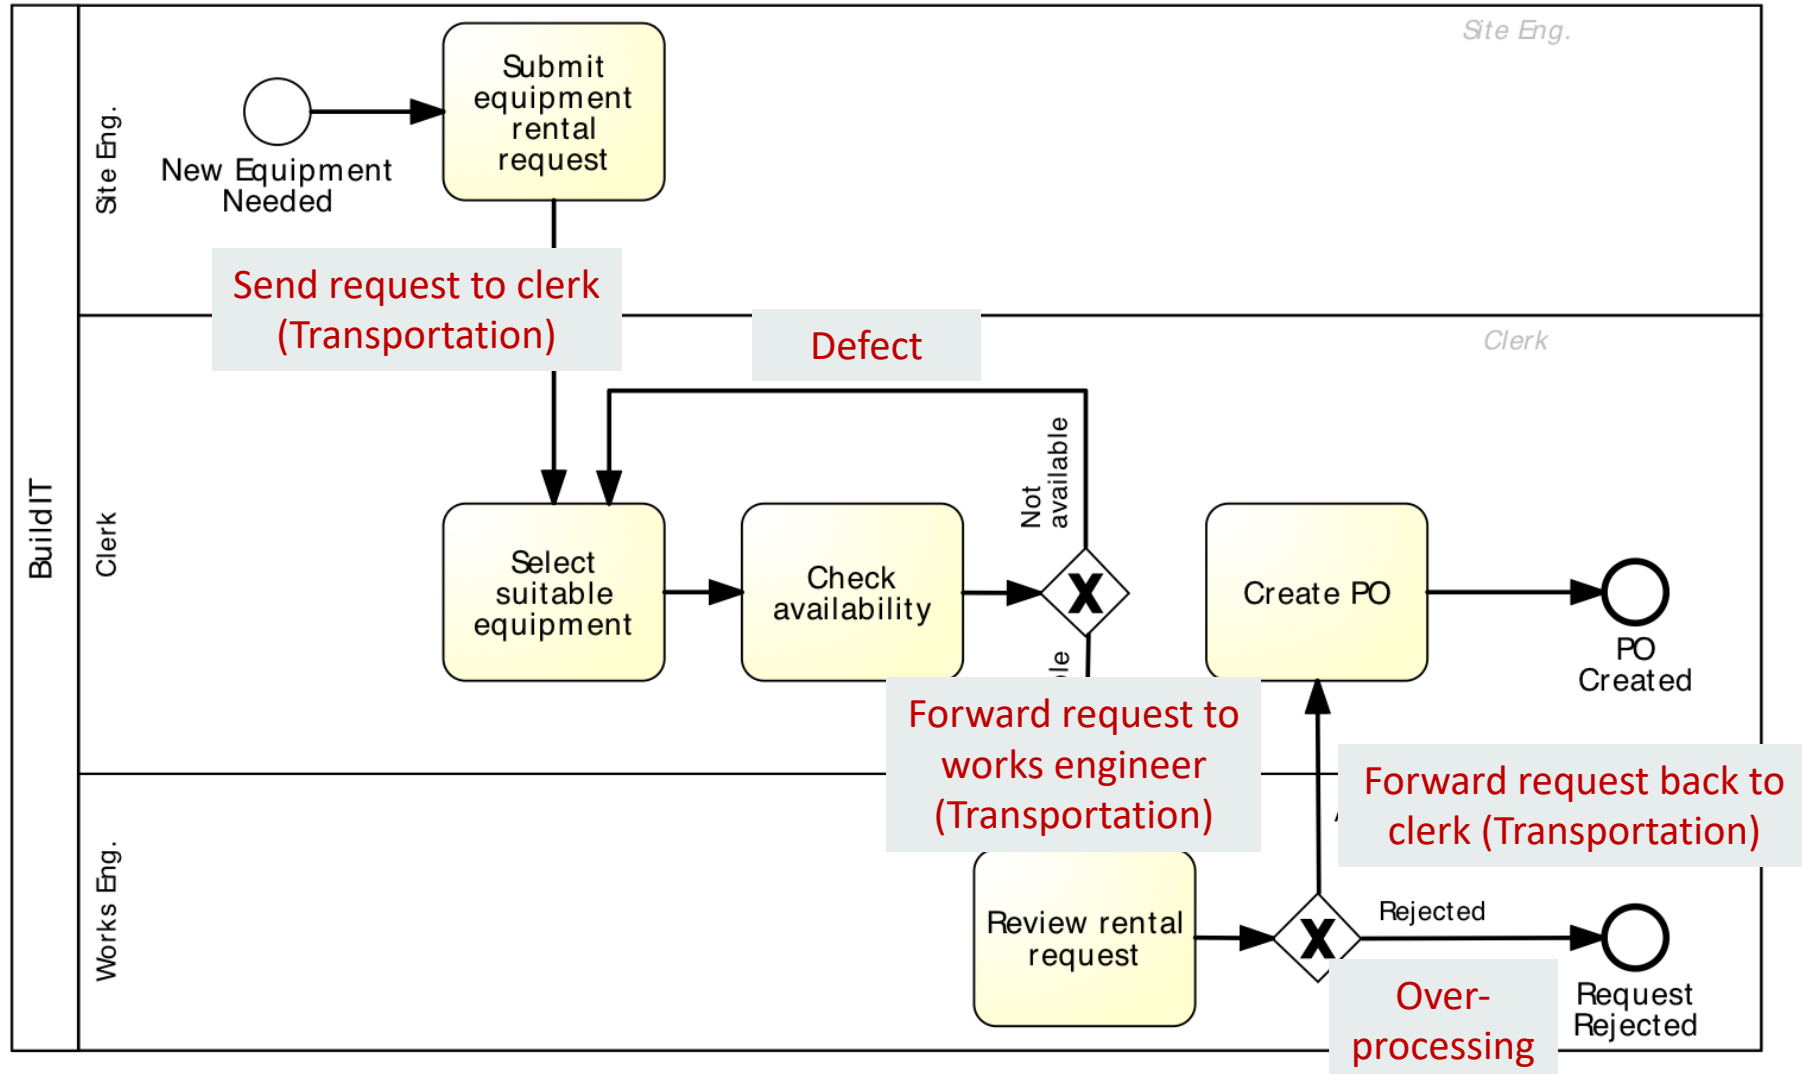 Site Eng.
Submit
equipment
rental
request
Site Eng.
New Equipment
Needed
Send request to clerk
(Transportation)
Defect
Clerk
BuildIT
Clerk
Not
available
Select
suitable
equipment
Check
availability
X
Create PO
PO
Created
Forward request to
works engineer
(Transportation)
Forward request back to
clerk (Transportation)
Works Eng.
Review rental
request
X
Rejected
Over-
processing
Request
Rejected